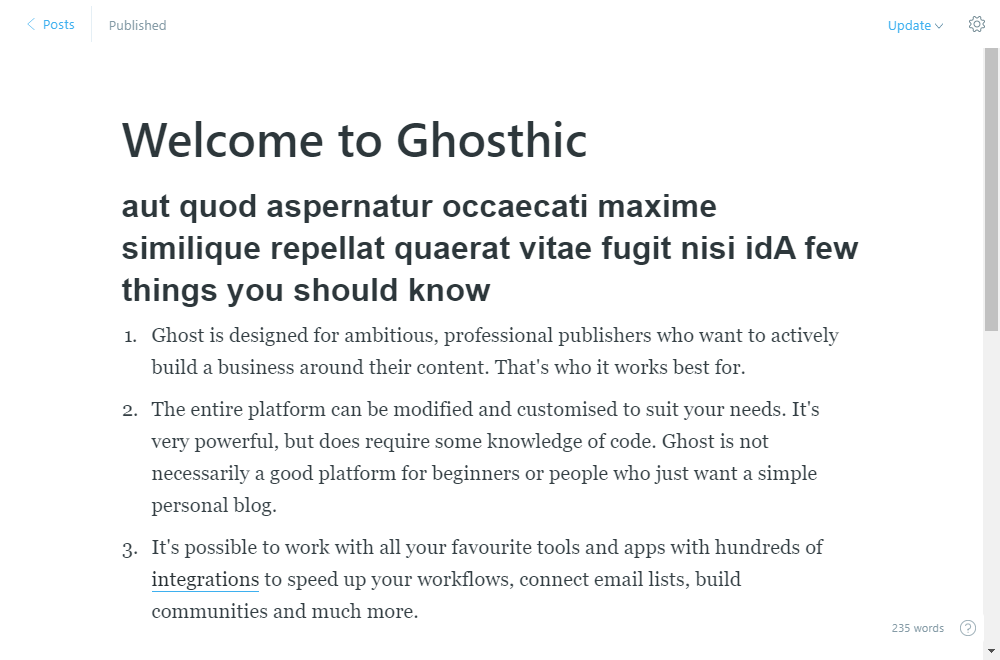 Posts
Published
Update
Welcome to Ghosthic
aut quod aspernatur occaecati maxime
similique repellat quaerat vitae fugit nisi idA few
things you should know
1. Ghost is designed for ambitious, professional publishers who want to actively
build a business around their content. That's who it works best for.
2. The entire platform can be modified and customised to suit your needs. It's
very powerful, but does require some knowledge of code. Ghost is not
necessarily a good platform for beginners or people who just want a simple
personal blog.
3. It's possible to work with all your favourite tools and apps with hundreds of
integrations to speed up your workflows, connect email lists, build
communities and much more.
235 words
?